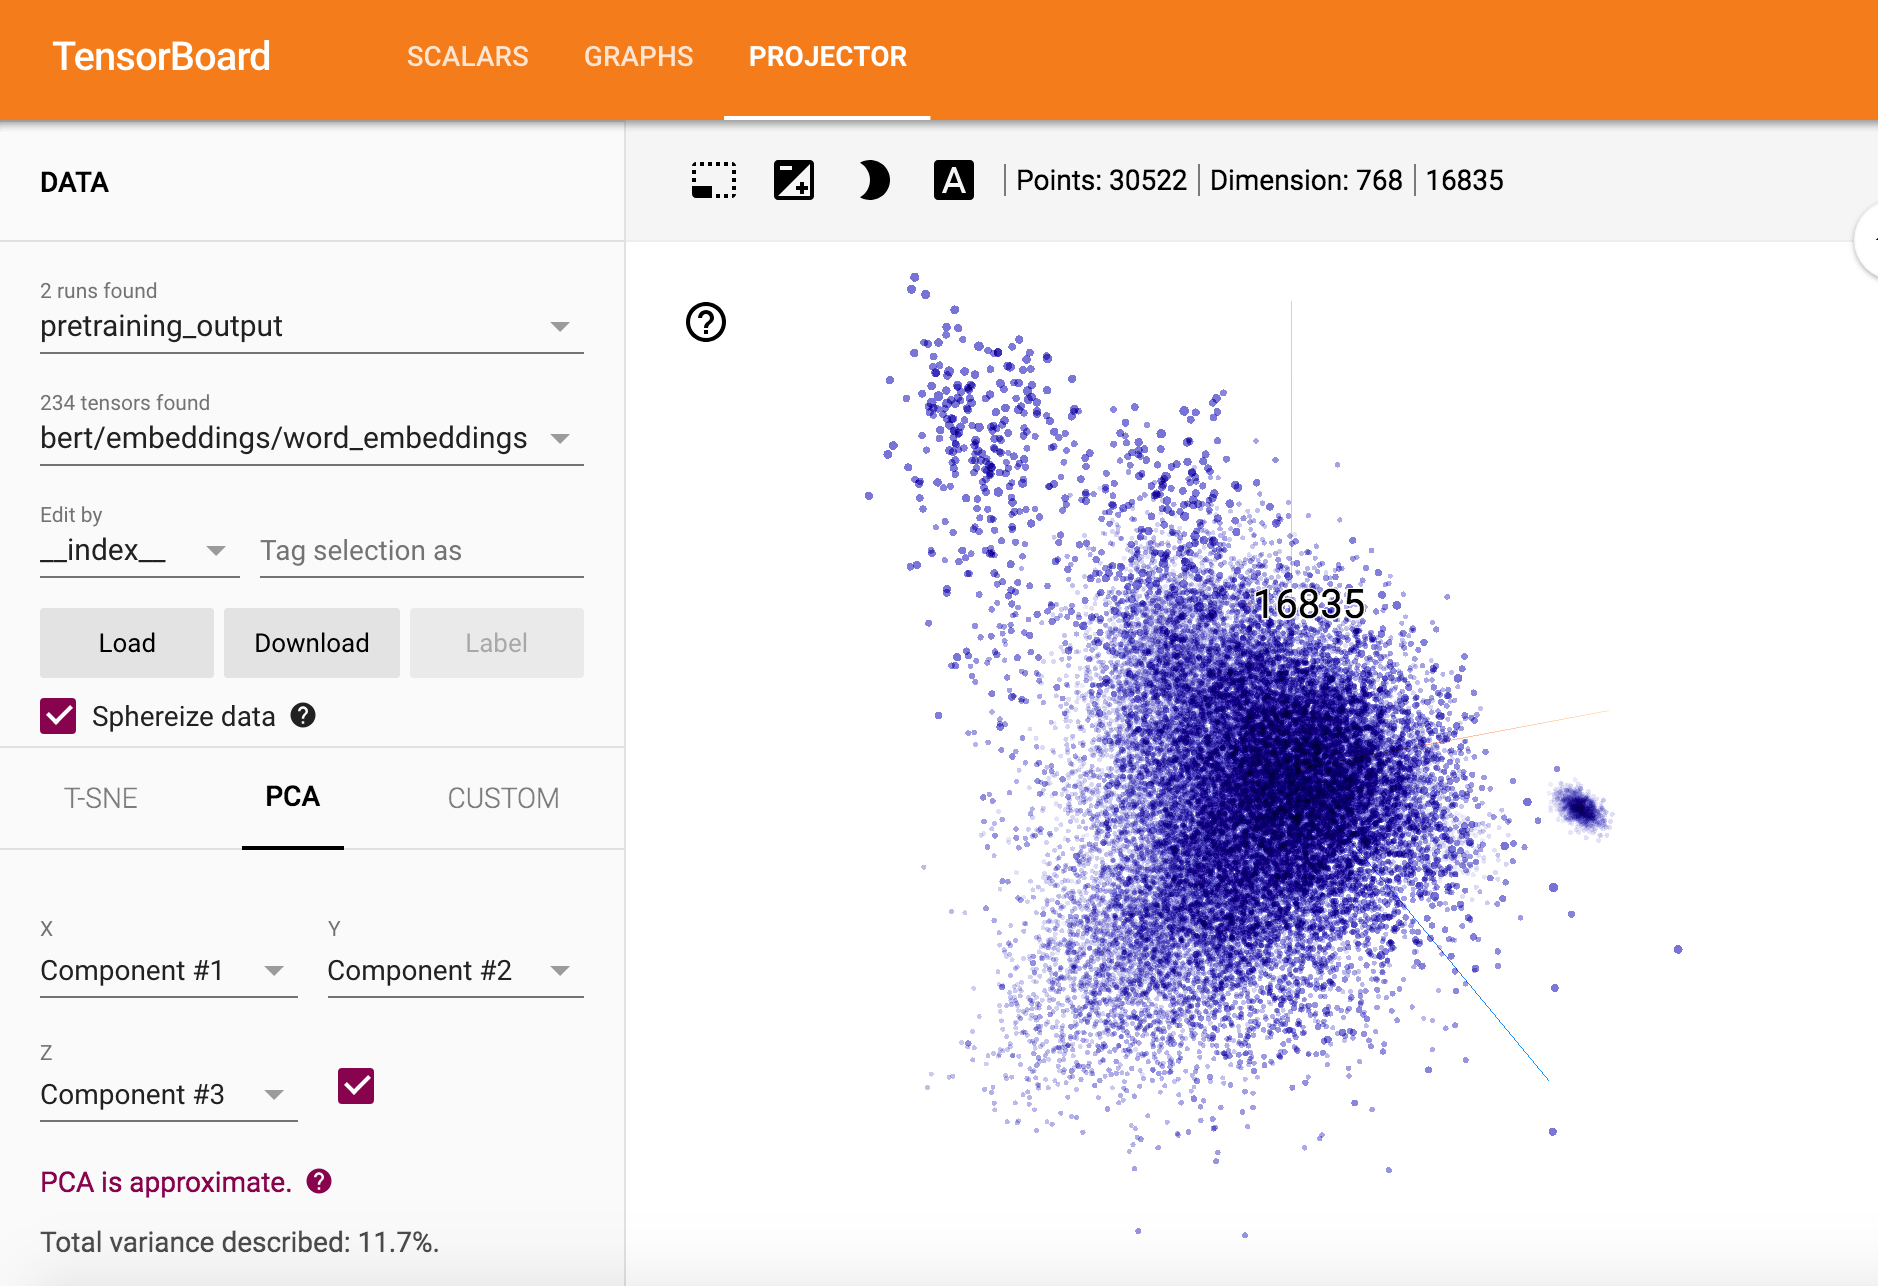 TensorBoard SCALARS GRAPHS PROJECTOR
DATA
2 runs found
pretraining_output
234 tensors found
bert/embeddings/word_embeddings
Edit by
__index__ Tag selection as
Load Download Label
Sphereize data ?
T-SNE PCA CUSTOM
X Y
Component #1 Component #2
Z
Component #3
PCA is approximate. ?
Total variance described: 11.7%.
A | Points: 30522 | Dimension: 768 | 16835
?
16835